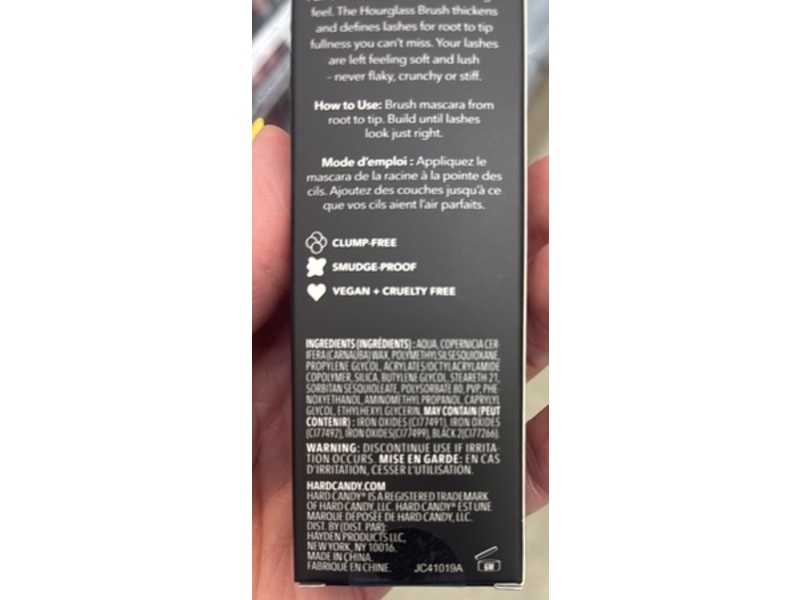 feel. The Hourglass Brush thickens
and defines lashes for root to tip
fullness you can't miss. Your lashes
are left feeling soft and lush
- never flaky, crunchy or stiff.
How to Use: Brush mascara from
root to tip. Build until lashes
look just right.
Mode d'emploi : Appliquez le
mascara de la racine à la pointe des
cils. Ajoutez des couches jusqu'à ce
que vos cils aient l'air parfaits.
CLUMP-FREE
SMUDGE-PROOF
VEGAN + CRUELTY FREE
INGREDIENTS (INGRÉDIENTS) : AQUA, COPERNICIA CER
IFERA (CARNAUBA) WAX, POLYMETHYLSILSESQUIOXANE,
PROPYLENE GLYCOL, ACRYLATES/OCTYLACRYLAMIDE
COPOLYMER, SILICA, BUTYLENE GLYCOL, STEARETH 21,
SORBITAN SESQUIOLEATE, POLYSORBATE 80, PVP, PHE-
NOXYETHANOL, AMINOMETHYL PROPANOL, CAPRYLYL
GLYCOL, ETHYLHEXYL GLYCERIN. MAY CONTAIN (PEUT
CONTENIR) : IRON OXIDES (CI77491), IRON OXIDES
(CI77492), IRON OXIDES(CI77499), BLACK 2(CI77266).
WARNING: DISCONTINUE USE IF IRRITA-
TION OCCURS. MISE EN GARDE: EN CAS
D'IRRITATION, CESSER L'UTILISATION.
HARDCANDY.COM
HARD CANDY® IS A REGISTERED TRADEMARK
OF HARD CANDY, LLC. HARD CANDY® EST UNE
MARQUE DÉPOSÉE DE HARD CANDY, LLC.
DIST. BY (DIST. PAR):
HAYDEN PRODUCTS LLC,
NEW YORK, NY 10016.
MADE IN CHINA.
FABRIQUÉ EN CHINE. JC41019A 6M